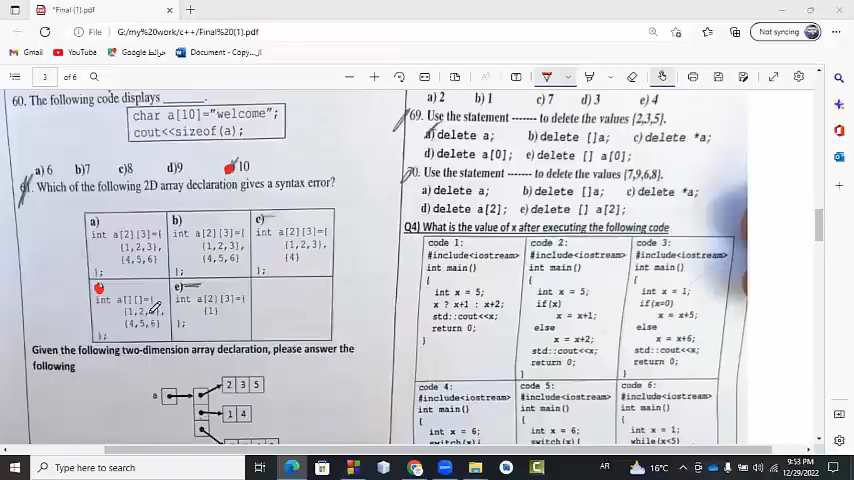 *Final (1).pdf
File
G:/my%20work/c++/Final%20(1).pdf
Not syncing
Gmail
YouTube
خرائط Google
Document - Copy.ال...
3
of 6
60. The following code displays ______.
char a[10]="welcome";
cout<<sizeof(a);
a) 6 b)7 c)8 d)9 10
61. Which of the following 2D array declaration gives a syntax error?
a)
int a[2][3]={
{1,2,3},
{4,5,6}
};
b)
int a[2][3]={
{1,2,3},
{4,5,6}
};
c)
int a[2][3]={
{1,2,3},
{4}
};
int a[][]={
{1,2,3},
{4,5,6}
};
e)
int a[2][3]={
{1}
};
Given the following two-dimension array declaration, please answer the
following
a
2 3 5
1 4
a) 2 b) 1 c) 7 d) 3 e) 4
69. Use the statement ------- to delete the values {2,3,5}.
a) delete a; b) delete []a; c) delete *a;
d) delete a[0]; e) delete [] a[0];
70. Use the statement ------- to delete the values {7,9,6,8}.
a) delete a; b) delete []a; c) delete *a;
d) delete a[2]; e) delete [] a[2];
Q4) What is the value of x after executing the following code
code 1:
#include<iostream>
int main()
{
int x = 5;
x ? x+1 : x+2;
std::cout<<x;
return 0;
}
code 2:
#include<iostream>
int main()
{
int x = 5;
if(x)
x = x+1;
else
x = x+2;
std::cout<<x;
return 0;
}
code 3:
#include<iostream>
int main()
{
int x = 1;
if(x=0)
x = x+5;
else
x = x+6;
std::cout<<x;
return 0;
}
code 4:
#include<iostream>
int main()
{
int x = 6;
switch(x){
code 5:
#include<iostream>
int main()
{
int x = 6;
switch(x){
code 6:
#include<iostream>
int main()
{
int x = 1;
while(x<5)
Type here to search
AR
16°C
9:53 PM
12/29/2022